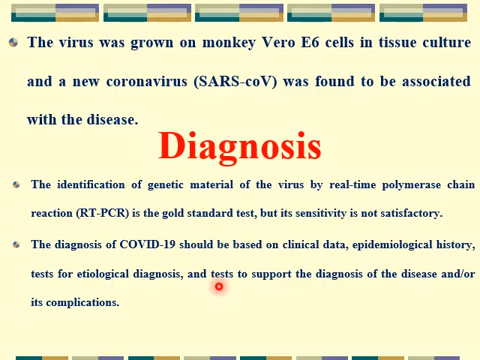 The virus was grown on monkey Vero E6 cells in tissue culture
and a new coronavirus (SARS-coV) was found to be associated
with the disease.
Diagnosis
The identification of genetic material of the virus by real-time polymerase chain
reaction (RT-PCR) is the gold standard test, but its sensitivity is not satisfactory.
The diagnosis of COVID-19 should be based on clinical data, epidemiological history,
tests for etiological diagnosis, and tests to support the diagnosis of the disease and/or
its complications.